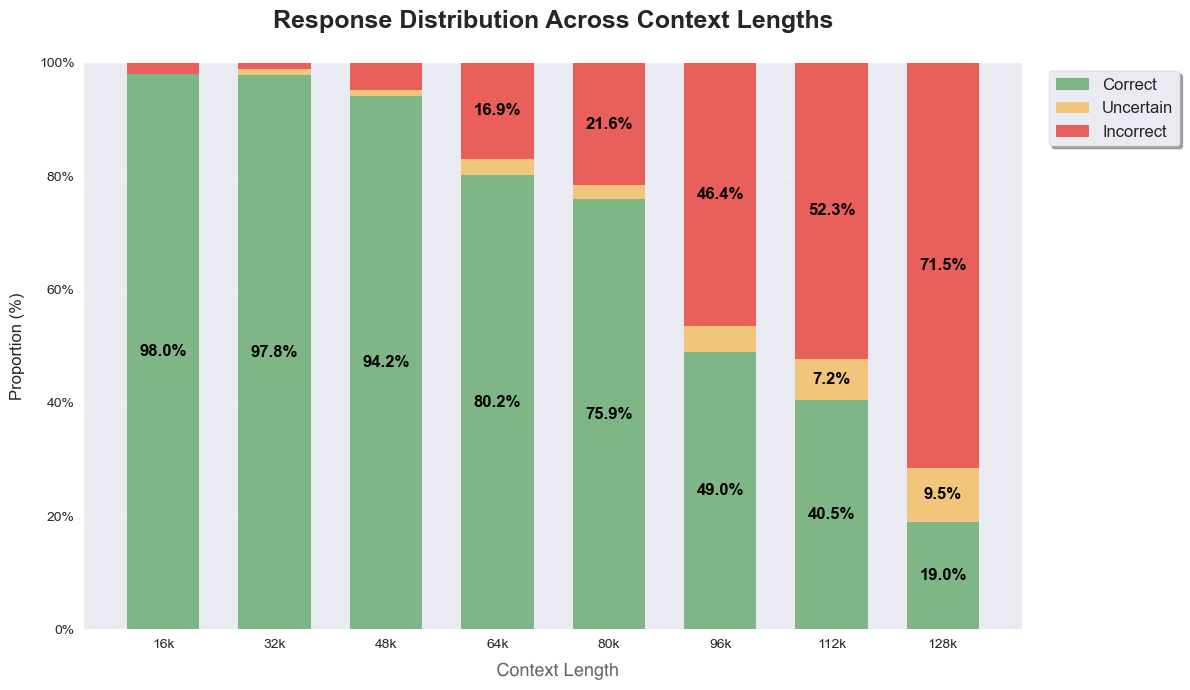 Response Distribution Across Context Lengths
100%
80%
60%
40%
20%
0%
Proportion (%)
16.9%
21.6%
46.4%
52.3%
71.5%
98.0%
97.8%
94.2%
80.2%
75.9%
7.2%
49.0%
40.5%
9.5%
19.0%
16k
32k
48k
64k
80k
96k
112k
128k
Context Length
Correct
Uncertain
Incorrect